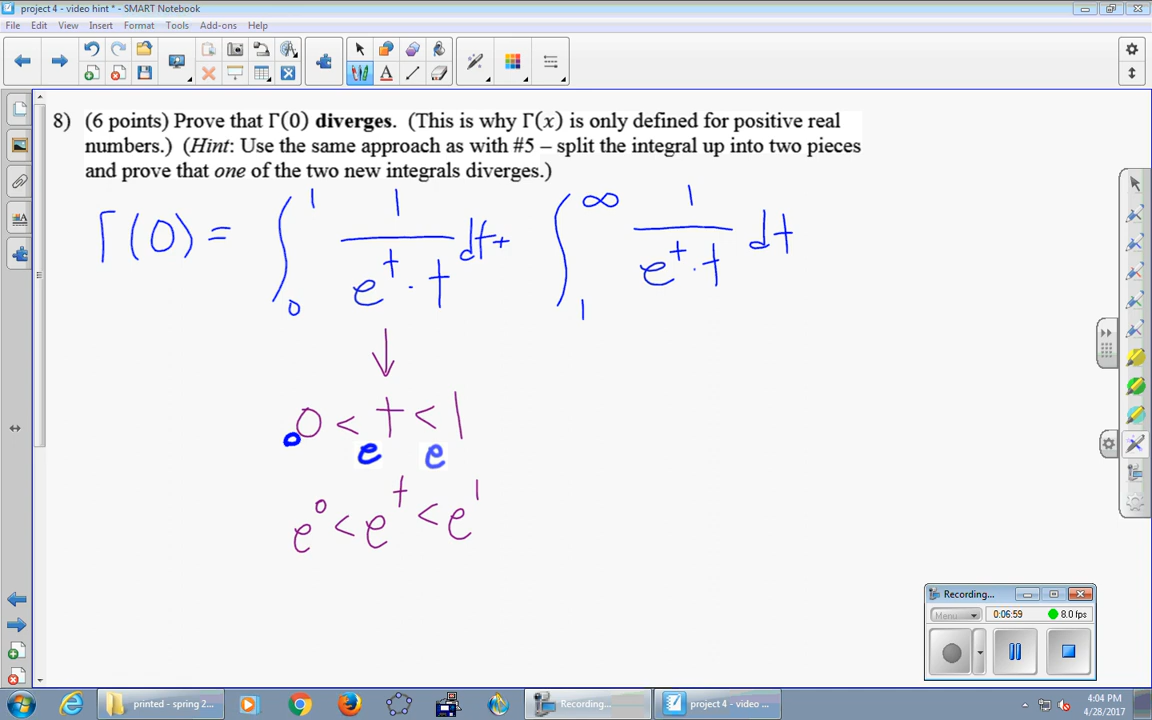 project 4 - video hint * - SMART Notebook
File Edit View Insert Format Tools Add-ons Help
8) (6 points) Prove that Γ(0) diverges. (This is why Γ(x) is only defined for positive real
numbers.) (Hint: Use the same approach as with #5 – split the integral up into two pieces
and prove that one of the two new integrals diverges.)
Γ(0) = ∫₀¹ 1/(e^t · t) dt + ∫₁^∞ 1/(e^t · t) dt
↓
0 < t < 1
e e
e^0 < e^t < e^1
Recording...
Menu 0:06:59 8.0 fps
printed - spring 2... Recording... project 4 - video ... 4:04 PM
4/28/2017